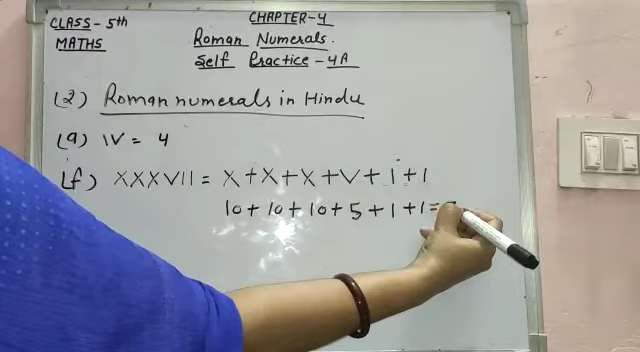 CLASS - 5th
CHAPTER-4
MATHS
Roman Numerals.
Self Practice - 4A
(2) Roman numerals in Hindu
(a) IV = 4
(f) XXXVII = X + X + X + V + I + I
10 + 10 + 10 + 5 + 1 + 1 =